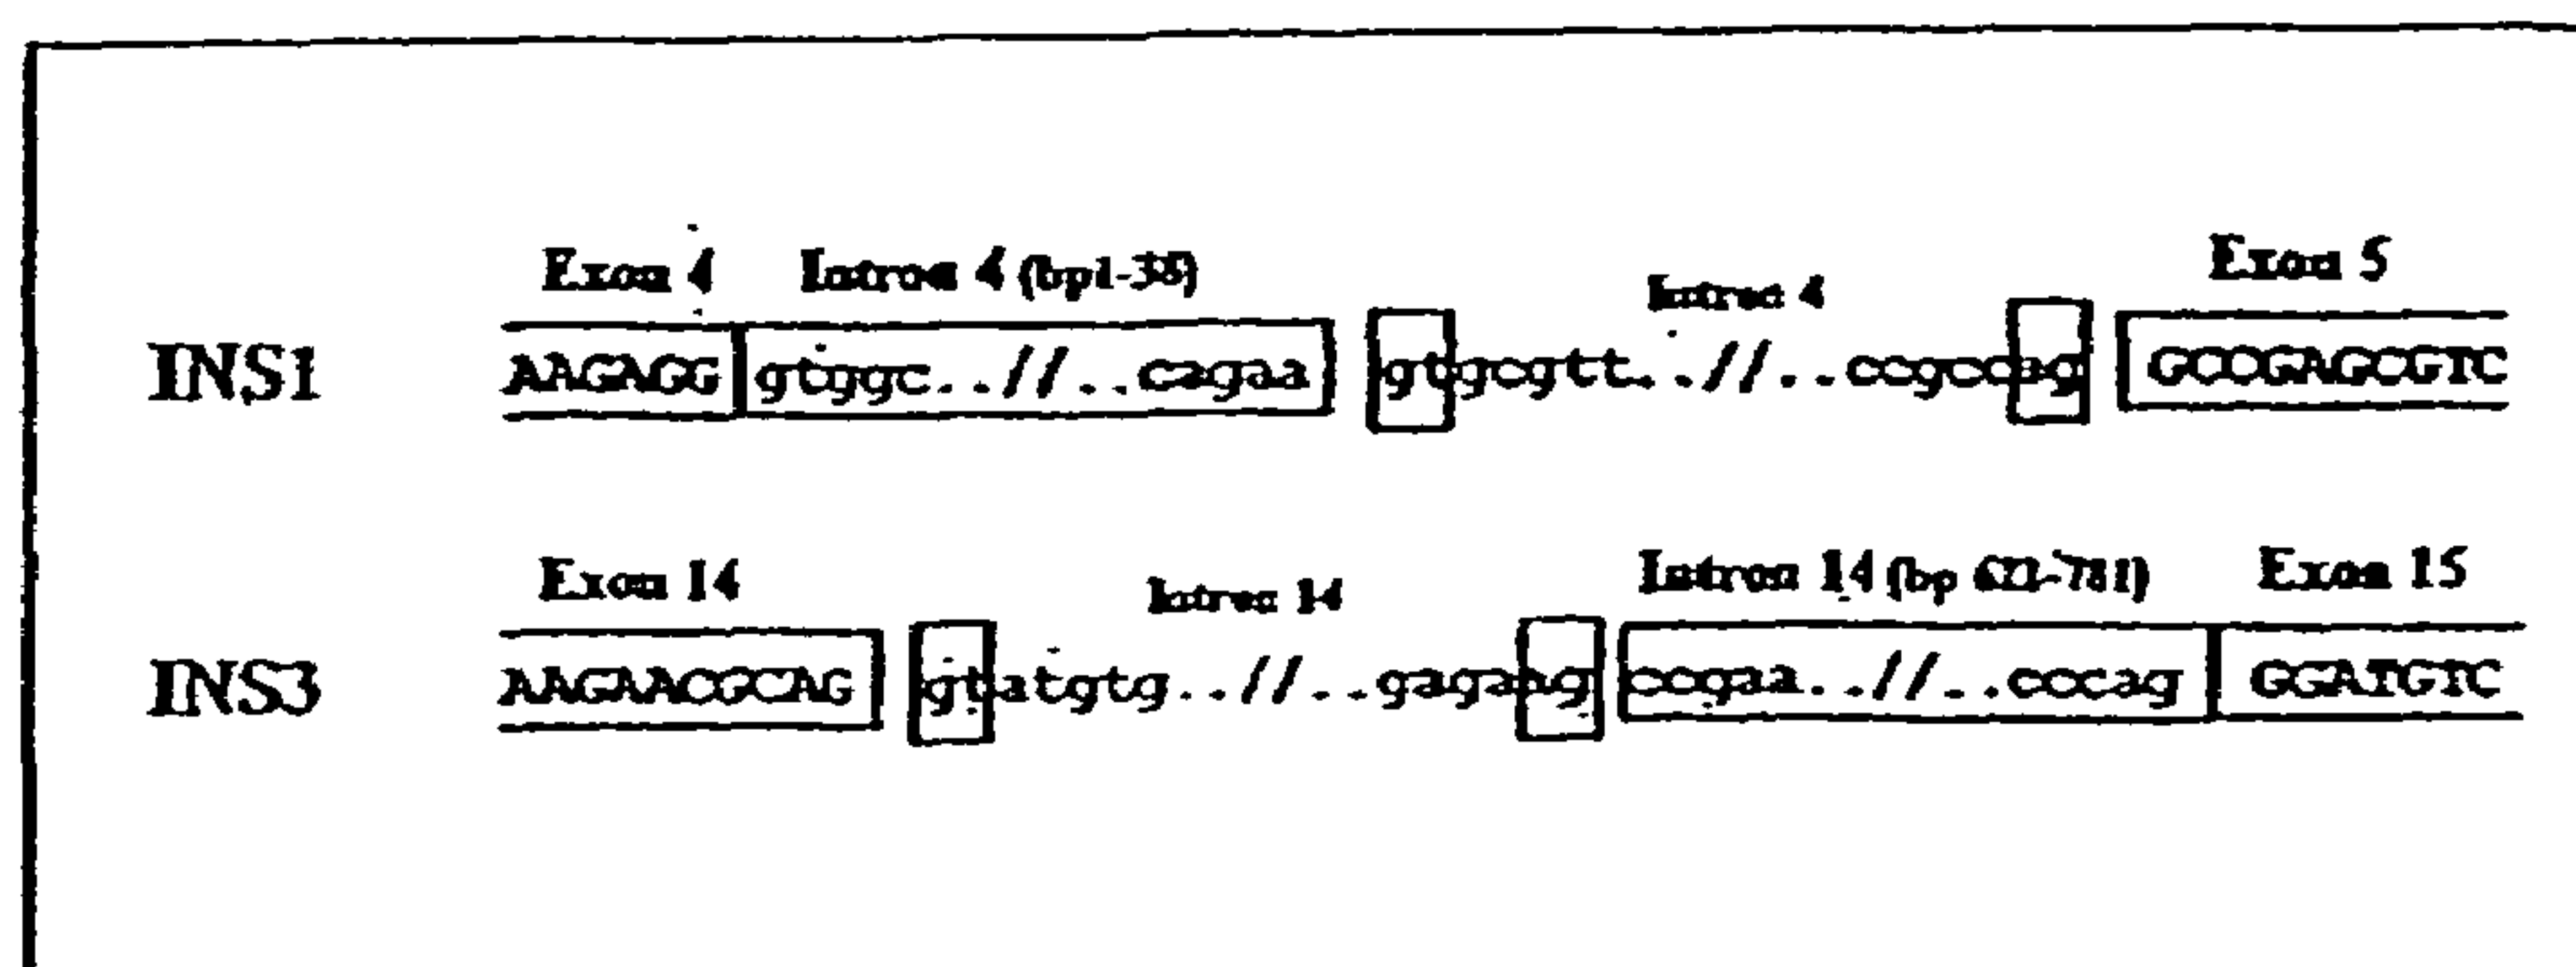 Exon 4 Intron 4 (bp1-38) Intron 4 Exon 5
INS1 AAGAGG gtggc..//..cagaa gtgcgtt..//..ccgccag GCCGAGCGTC
Exon 14 Intron 14 Intron 14 (bp -781) Exon 15
INS3 AAGAACGCAG gtatgtg..//..gagaag ccgaa..//..cccag GGATGTC